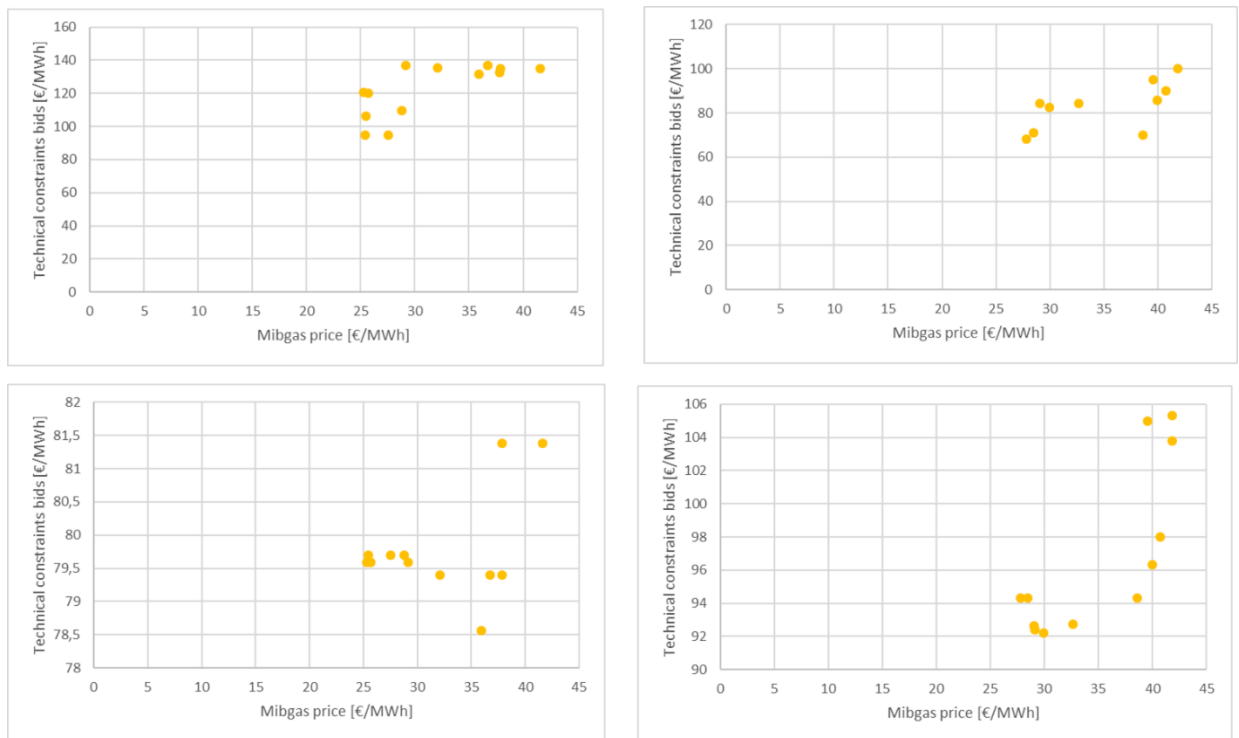 Technical constraints bids [€/MWh]
160
140
120
100
80
60
40
20
0
0 5 10 15 20 25 30 35 40 45
Mibgas price [€/MWh]
Technical constraints bids [€/MWh]
120
100
80
60
40
20
0
0 5 10 15 20 25 30 35 40 45
Mibgas price [€/MWh]
Technical constraints bids [€/MWh]
82
81,5
81
80,5
80
79,5
79
78,5
78
0 5 10 15 20 25 30 35 40 45
Mibgas price [€/MWh]
Technical constraints bids [€/MWh]
106
104
102
100
98
96
94
92
90
0 5 10 15 20 25 30 35 40 45
Mibgas price [€/MWh]